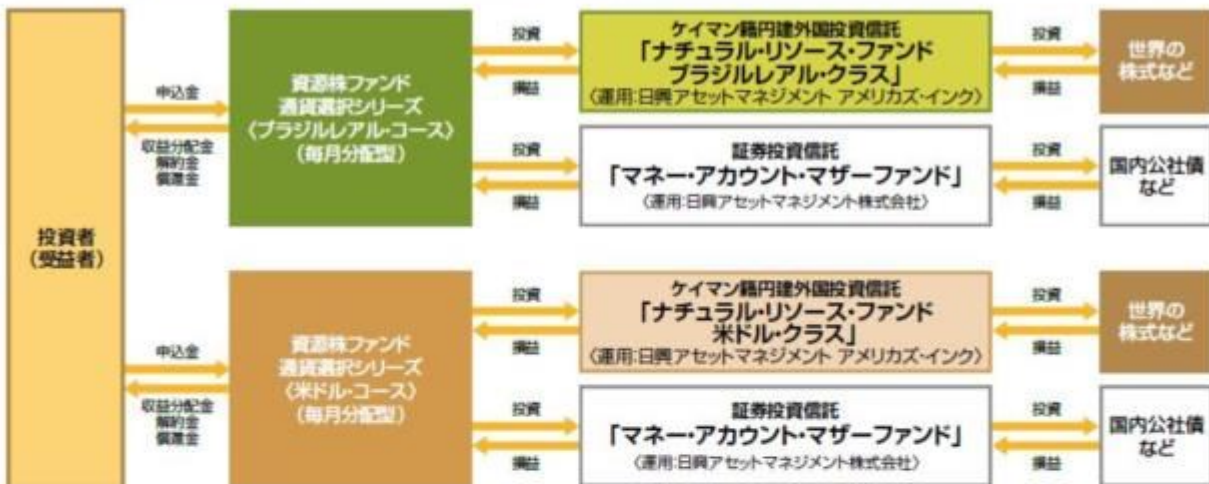 投資者
(受益者)
申込金
収益分配金
解約金
償還金
資源株ファンド
通貨選択シリーズ
〈ブラジルレアル・コース〉
(毎月分配型)
投資
損益
ケイマン籍円建外国投資信託
「ナチュラル・リソース・ファンド
ブラジルレアル・クラス」
〈運用:日興アセットマネジメント アメリカズ・インク〉
投資
損益
世界の
株式など
投資
損益
証券投資信託
「マネー・アカウント・マザーファンド」
〈運用:日興アセットマネジメント株式会社〉
投資
損益
国内公社債
など
申込金
収益分配金
解約金
償還金
資源株ファンド
通貨選択シリーズ
〈米ドル・コース〉
(毎月分配型)
投資
損益
ケイマン籍円建外国投資信託
「ナチュラル・リソース・ファンド
米ドル・クラス」
〈運用:日興アセットマネジメント アメリカズ・インク〉
投資
損益
世界の
株式など
投資
損益
証券投資信託
「マネー・アカウント・マザーファンド」
〈運用:日興アセットマネジメント株式会社〉
投資
損益
国内公社債
など